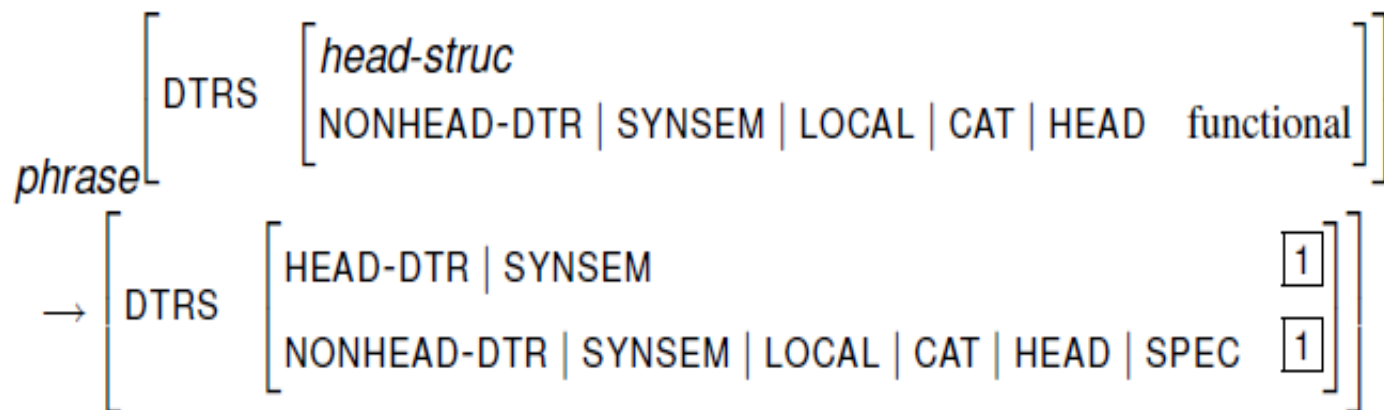 head-struc
DTRS NONHEAD-DTR | SYNSEM | LOCAL | CAT | HEAD functional
phrase
HEAD-DTR | SYNSEM 1
→ DTRS
NONHEAD-DTR | SYNSEM | LOCAL | CAT | HEAD | SPEC 1